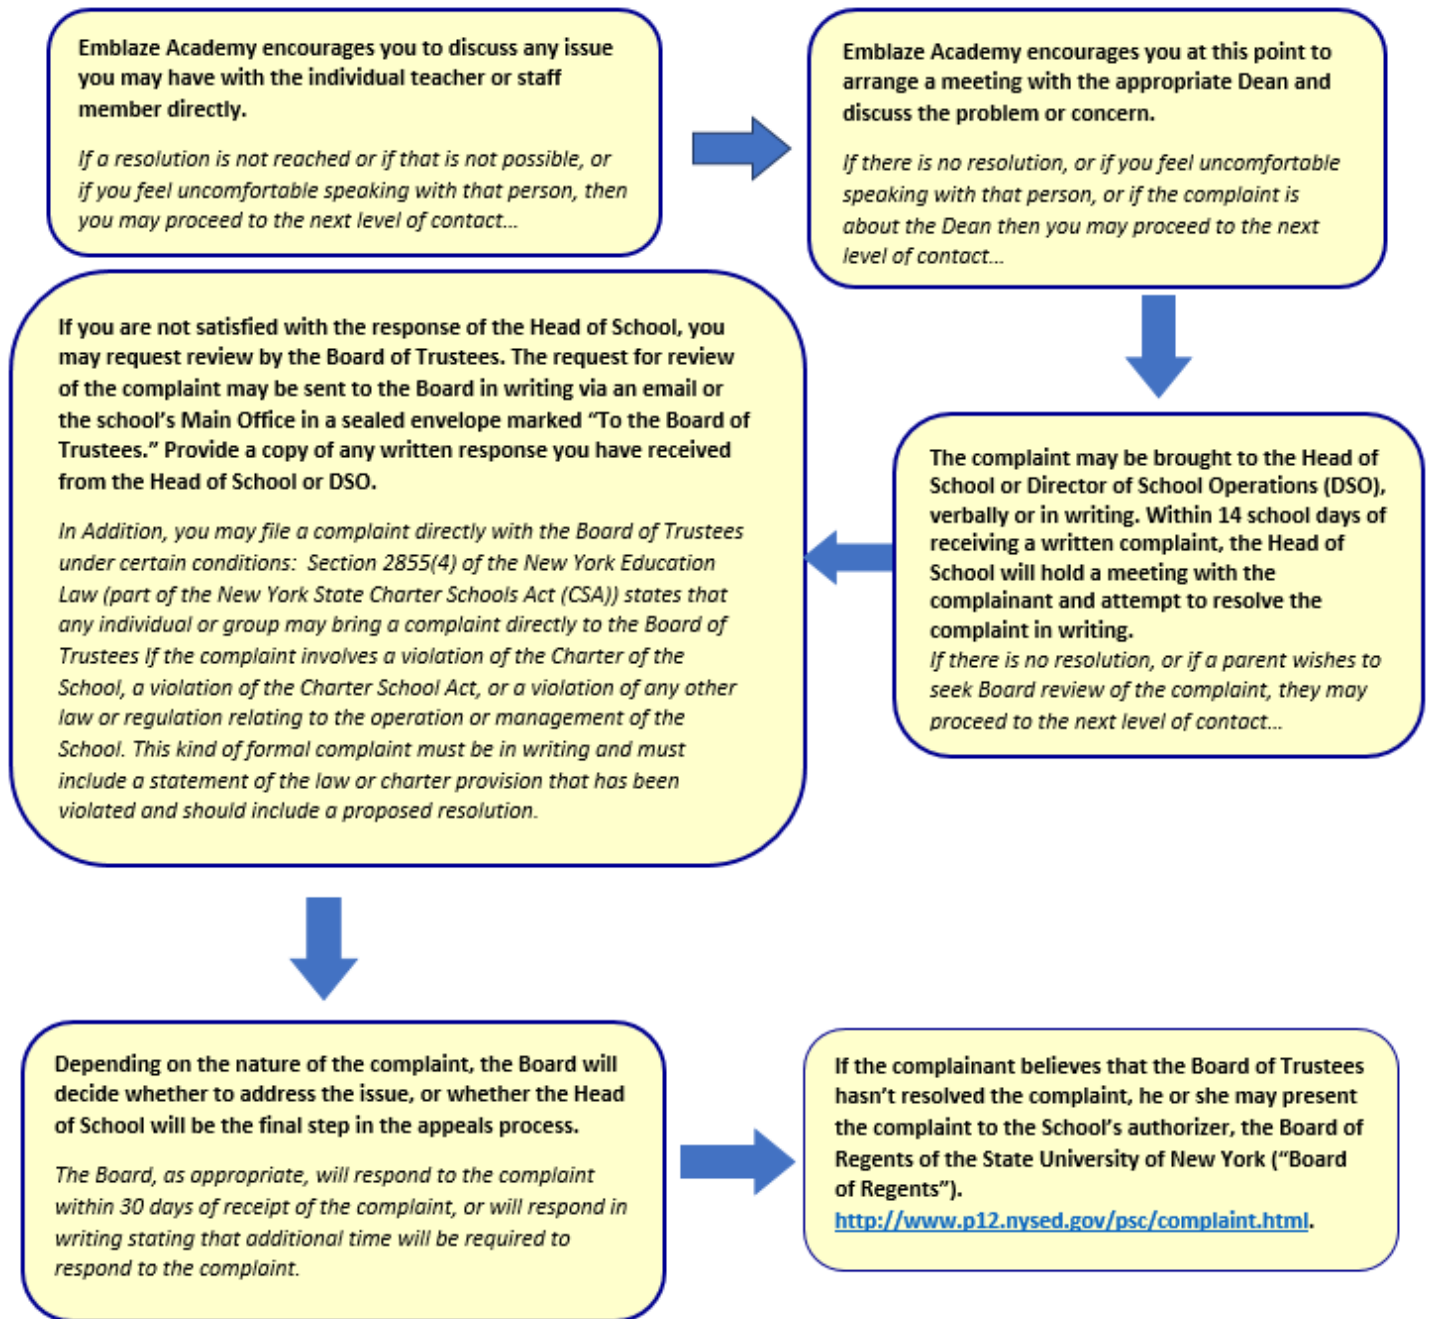 Emblaze Academy encourages you to discuss any issue
you may have with the individual teacher or staff
member directly.
If a resolution is not reached or if that is not possible, or
if you feel uncomfortable speaking with that person, then
you may proceed to the next level of contact...
Emblaze Academy encourages you at this point to
arrange a meeting with the appropriate Dean and
discuss the problem or concern.
If there is no resolution, or if you feel uncomfortable
speaking with that person, or if the complaint is
about the Dean then you may proceed to the next
level of contact...
The complaint may be brought to the Head of
School or Director of School Operations (DSO),
verbally or in writing. Within 14 school days of
receiving a written complaint, the Head of
School will hold a meeting with the
complainant and attempt to resolve the
complaint in writing.
If there is no resolution, or if a parent wishes to
seek Board review of the complaint, they may
proceed to the next level of contact...
If you are not satisfied with the response of the Head of School, you
may request review by the Board of Trustees. The request for review
of the complaint may be sent to the Board in writing via an email or
the school’s Main Office in a sealed envelope marked “To the Board of
Trustees.” Provide a copy of any written response you have received
from the Head of School or DSO.
In Addition, you may file a complaint directly with the Board of Trustees
under certain conditions:  Section 2855(4) of the New York Education
Law (part of the New York State Charter Schools Act (CSA)) states that
any individual or group may bring a complaint directly to the Board of
Trustees If the complaint involves a violation of the Charter of the
School, a violation of the Charter School Act, or a violation of any other
law or regulation relating to the operation or management of the
School. This kind of formal complaint must be in writing and must
include a statement of the law or charter provision that has been
violated and should include a proposed resolution.
Depending on the nature of the complaint, the Board will
decide whether to address the issue, or whether the Head
of School will be the final step in the appeals process.
The Board, as appropriate, will respond to the complaint
within 30 days of receipt of the complaint, or will respond in
writing stating that additional time will be required to
respond to the complaint.
If the complainant believes that the Board of Trustees
hasn’t resolved the complaint, he or she may present
the complaint to the School’s authorizer, the Board of
Regents of the State University of New York (“Board
of Regents”).
http://www.p12.nysed.gov/psc/complaint.html.